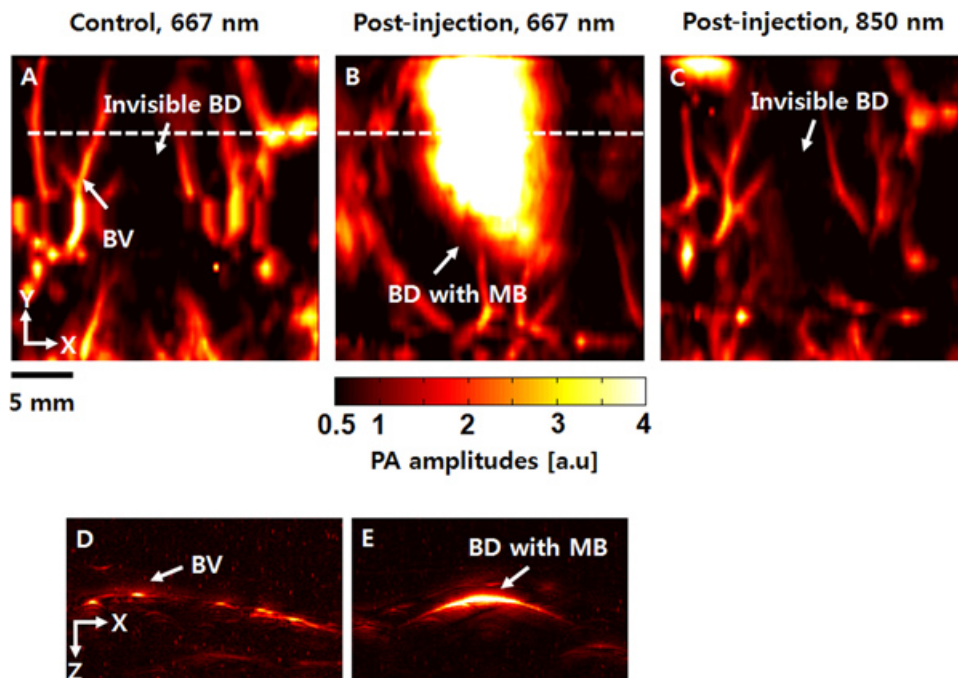 Control, 667 nm
Post-injection, 667 nm
Post-injection, 850 nm
A
Invisible BD
BV
Y
X
5 mm
B
BD with MB
C
Invisible BD
0.5 1 2 3 4
PA amplitudes [a.u]
D
BV
X
Z
E
BD with MB